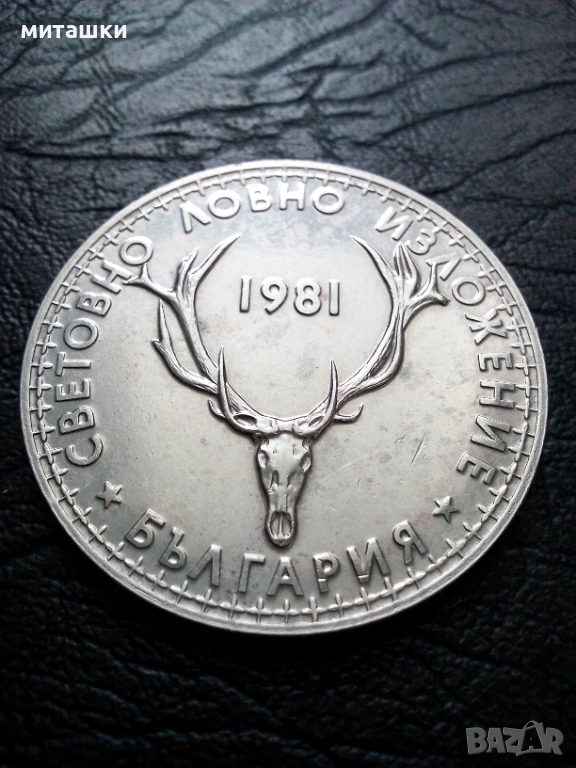 миташки
СВЕТОВНО ЛОВНО ИЗЛОЖЕНИЕ
1981
★ БЪЛГАРИЯ ★
BAZAR